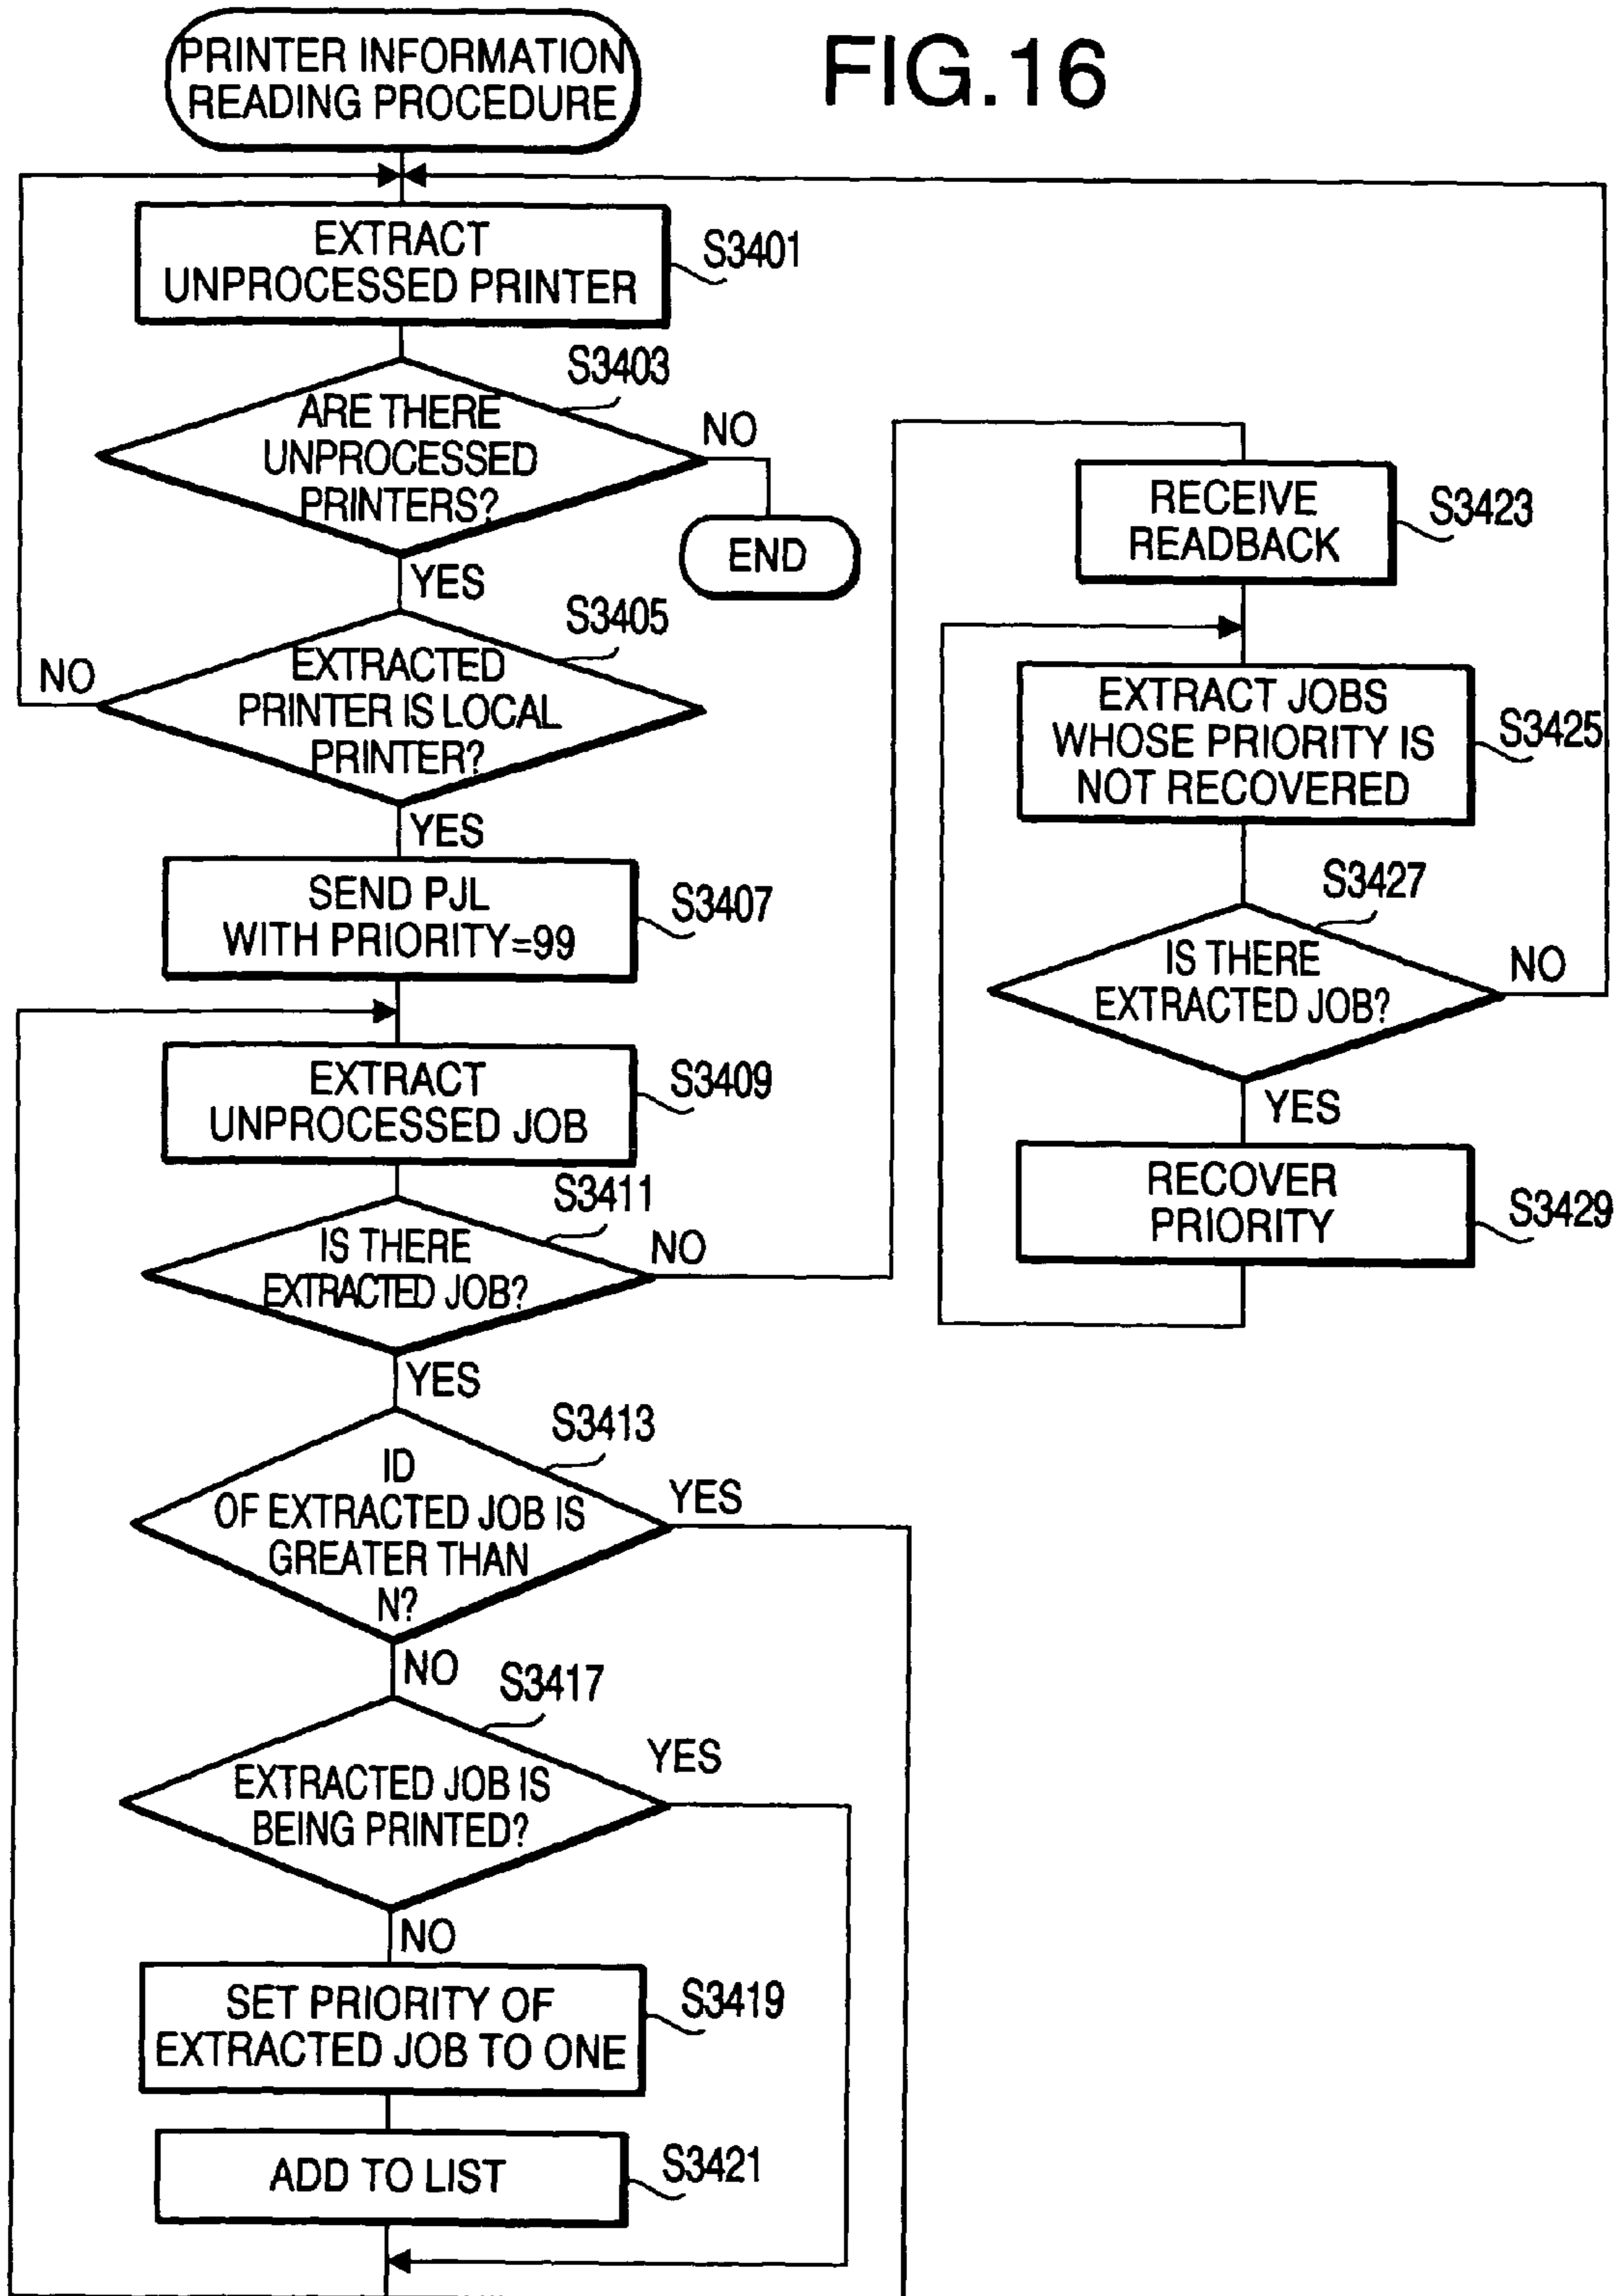 FIG.16
PRINTER INFORMATION
READING PROCEDURE
EXTRACT
UNPROCESSED PRINTER
S3401
S3403
ARE THERE
UNPROCESSED
PRINTERS?
NO
END
YES
S3405
EXTRACTED
PRINTER IS LOCAL
PRINTER?
NO
YES
SEND PJL
WITH PRIORITY=99
S3407
EXTRACT
UNPROCESSED JOB
S3409
S3411
IS THERE
EXTRACTED JOB?
NO
YES
S3413
ID
OF EXTRACTED JOB IS
GREATER THAN
N?
YES
NO
S3417
EXTRACTED JOB IS
BEING PRINTED?
YES
NO
SET PRIORITY OF
EXTRACTED JOB TO ONE
S3419
ADD TO LIST
S3421
RECEIVE
READBACK
S3423
EXTRACT JOBS
WHOSE PRIORITY IS
NOT RECOVERED
S3425
S3427
IS THERE
EXTRACTED JOB?
NO
YES
RECOVER
PRIORITY
S3429